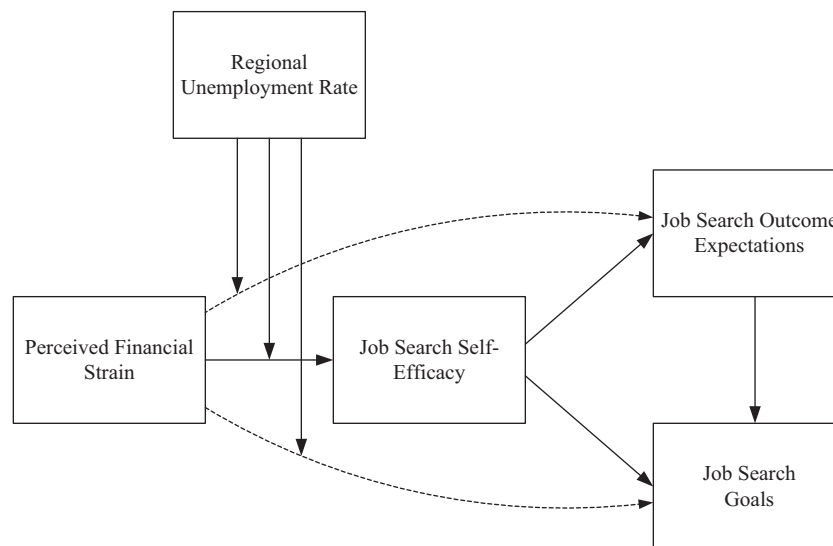 Regional
Unemployment Rate
Job Search Outcome
Expectations
Perceived Financial
Strain
Job Search Self-
Efficacy
Job Search
Goals